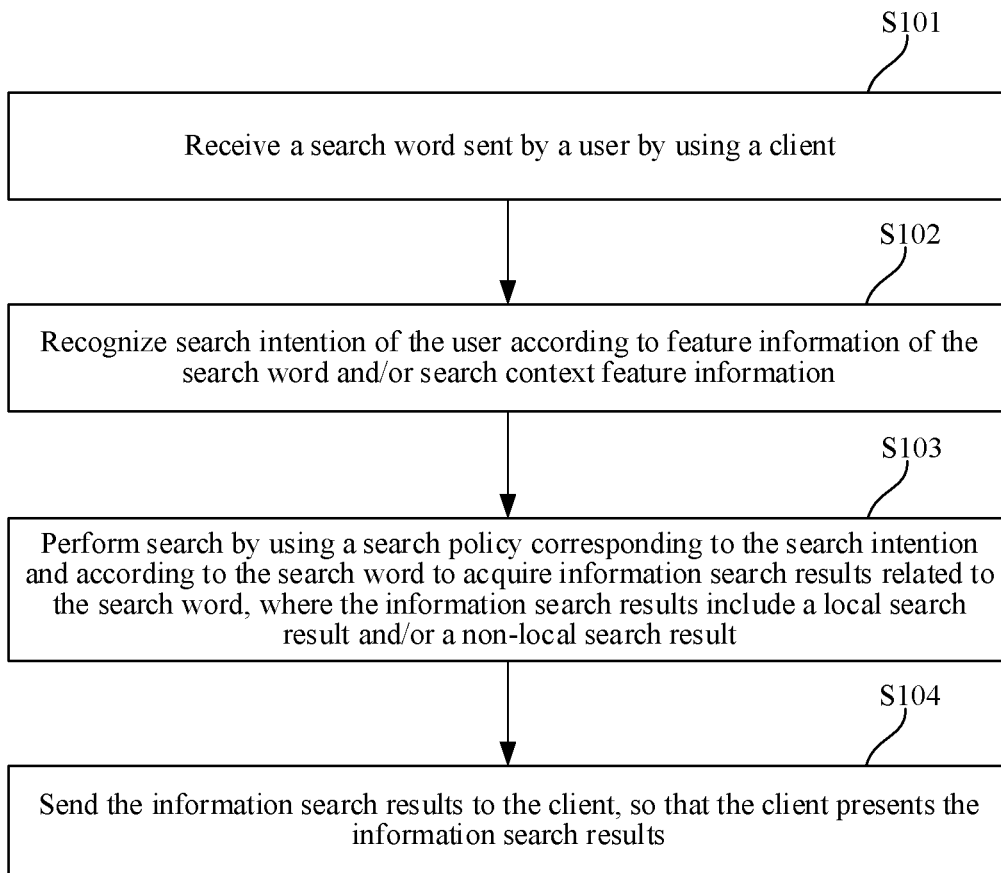 S101
Receive a search word sent by a user by using a client
S102
Recognize search intention of the user according to feature information of the
search word and/or search context feature information
S103
Perform search by using a search policy corresponding to the search intention
and according to the search word to acquire information search results related to
the search word, where the information search results include a local search
result and/or a non-local search result
S104
Send the information search results to the client, so that the client presents the
information search results